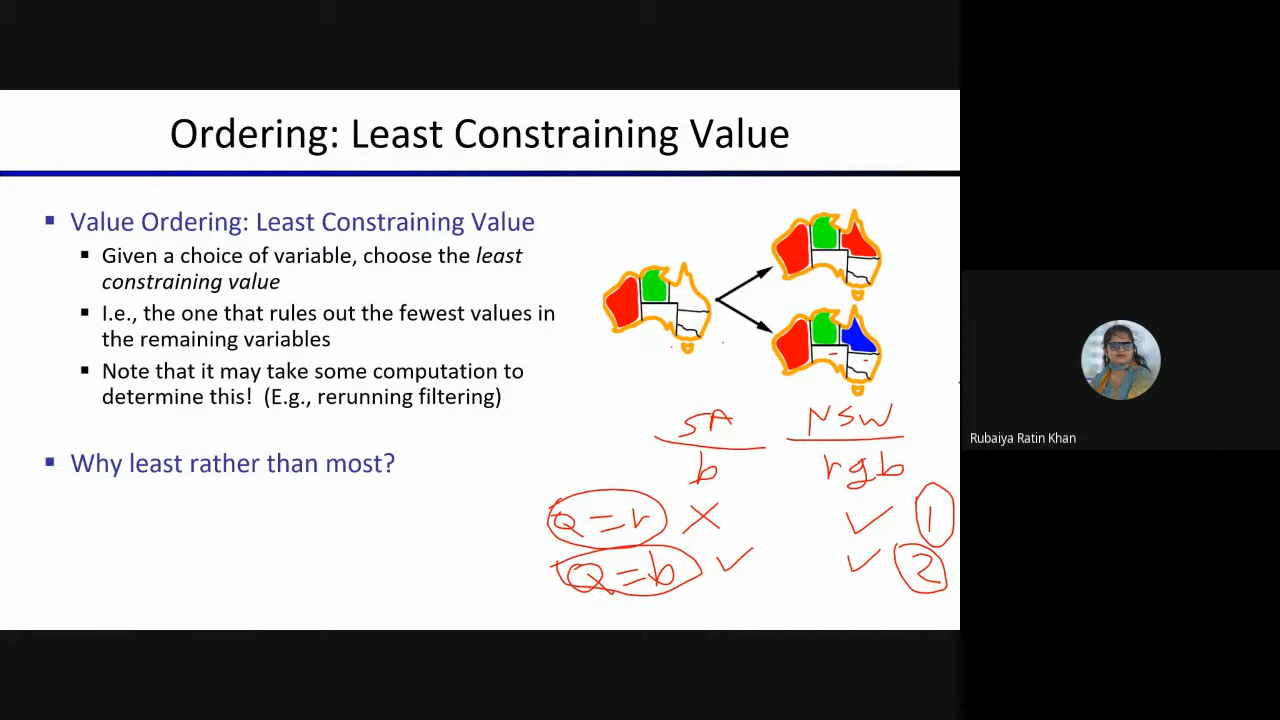 Ordering: Least Constraining Value
▪ Value Ordering: Least Constraining Value
▪ Given a choice of variable, choose the least
constraining value
▪ I.e., the one that rules out the fewest values in
the remaining variables
▪ Note that it may take some computation to
determine this! (E.g., rerunning filtering)
▪ Why least rather than most?
SA NSW
b rgb
Q=r X ✓ 1
Q=b ✓ ✓ 2
Rubaiya Ratin Khan